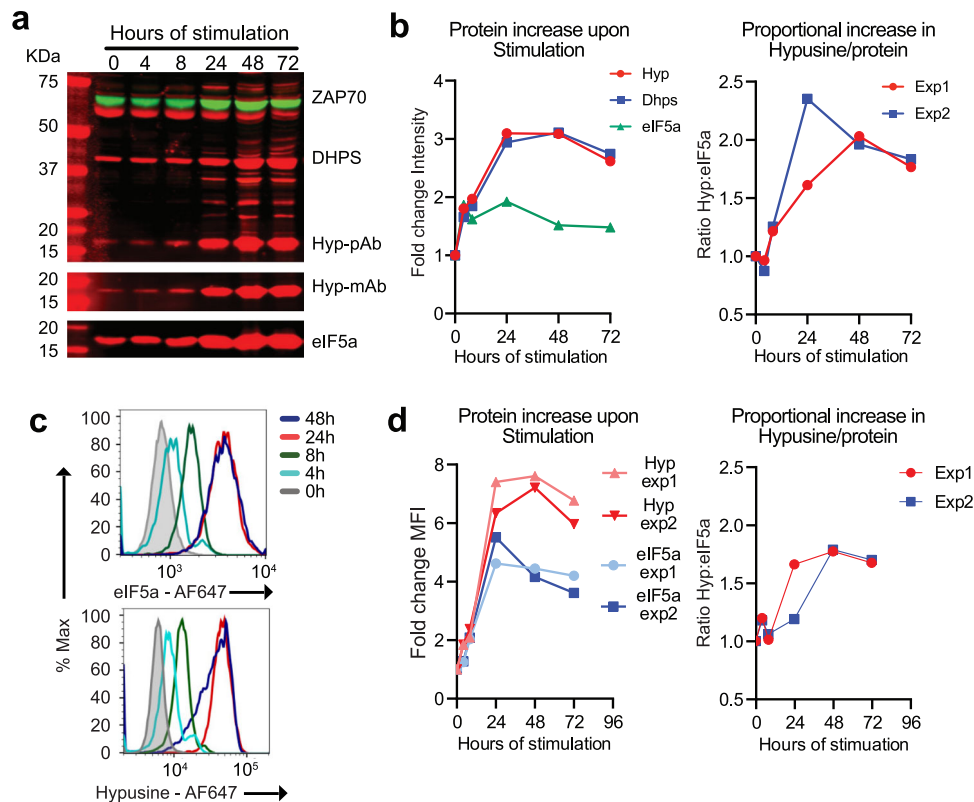 a
Hours of stimulation
KDa
0 4 8 24 48 72
75
50
37
20
15
20
15
20
15
ZAP70
DHPS
Hyp-pAb
Hyp-mAb
eIF5a
b
Protein increase upon
Stimulation
Hyp
Dhps
eIF5a
Fold change Intensity
4
3
2
1
0
0 24 48 72
Hours of stimulation
Proportional increase in
Hypusine/protein
Exp1
Exp2
Ratio Hyp:eIF5a
2.5
2.0
1.5
1.0
0.5
0 24 48 72
Hours of stimulation
c
100
80
60
40
20
0
10³ 10⁴
eIF5a - AF647
48h
24h
8h
4h
0h
% Max
100
80
60
40
20
0
10⁴ 10⁵
Hypusine - AF647
d
Protein increase upon
Stimulation
Hyp
exp1
Hyp
exp2
eIF5a
exp1
eIF5a
exp2
Fold change MFI
8
6
4
2
0
0 24 48 72 96
Hours of stimulation
Proportional increase in
Hypusine/protein
Exp1
Exp2
Ratio Hyp:eIF5a
2.5
2.0
1.5
1.0
0.5
0 24 48 72 96
Hours of stimulation